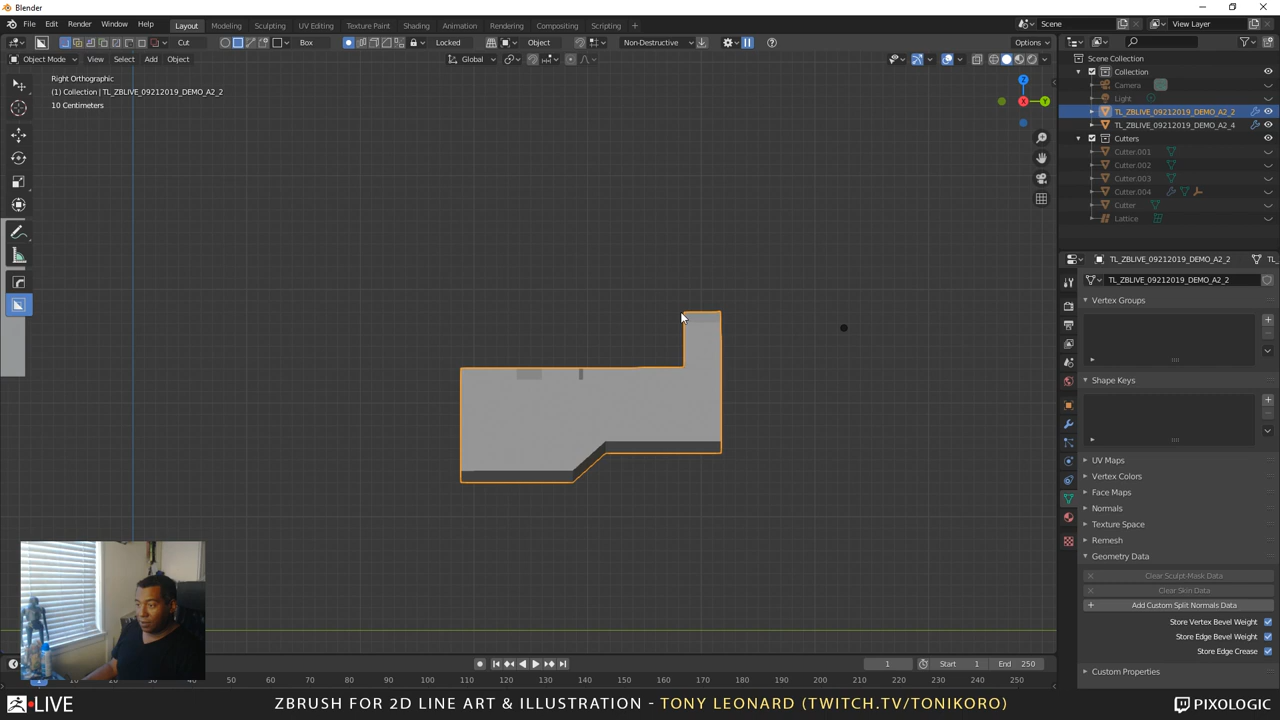 Blender
File Edit Render Window Help Layout Modeling Sculpting UV Editing Texture Paint Shading Animation Rendering Compositing Scripting + Scene View Layer
Cut Box Locked Object Non-Destructive Options
Object Mode View Select Add Object Global
Right Orthographic
(1) Collection | TL_ZBLIVE_09212019_DEMO_A2_2
10 Centimeters
Z
X
Y
Scene Collection
Collection
Camera
Light
TL_ZBLIVE_09212019_DEMO_A2_2
TL_ZBLIVE_09212019_DEMO_A2_4
Cutters
Cutter.001
Cutter.002
Cutter.003
Cutter.004
Cutter
Lattice
TL_ZBLIVE_09212019_DEMO_A2_2 TL_
TL_ZBLIVE_09212019_DEMO_A2_2
Vertex Groups
Shape Keys
UV Maps
Vertex Colors
Face Maps
Normals
Texture Space
Remesh
Geometry Data
Clear Sculpt-Mask Data
Clear Skin Data
Add Custom Split Normals Data
Store Vertex Bevel Weight
Store Edge Bevel Weight
Store Edge Crease
Custom Properties
1 Start 1 End 250
1 10 20 30 40 50 60 70 80 90 100 110 120 130 140 150 160 170 180 190 200 210 220 230 240 250
LIVE ZBRUSH FOR 2D LINE ART & ILLUSTRATION - TONY LEONARD (TWITCH.TV/TONIKORO) PIXOLOGIC